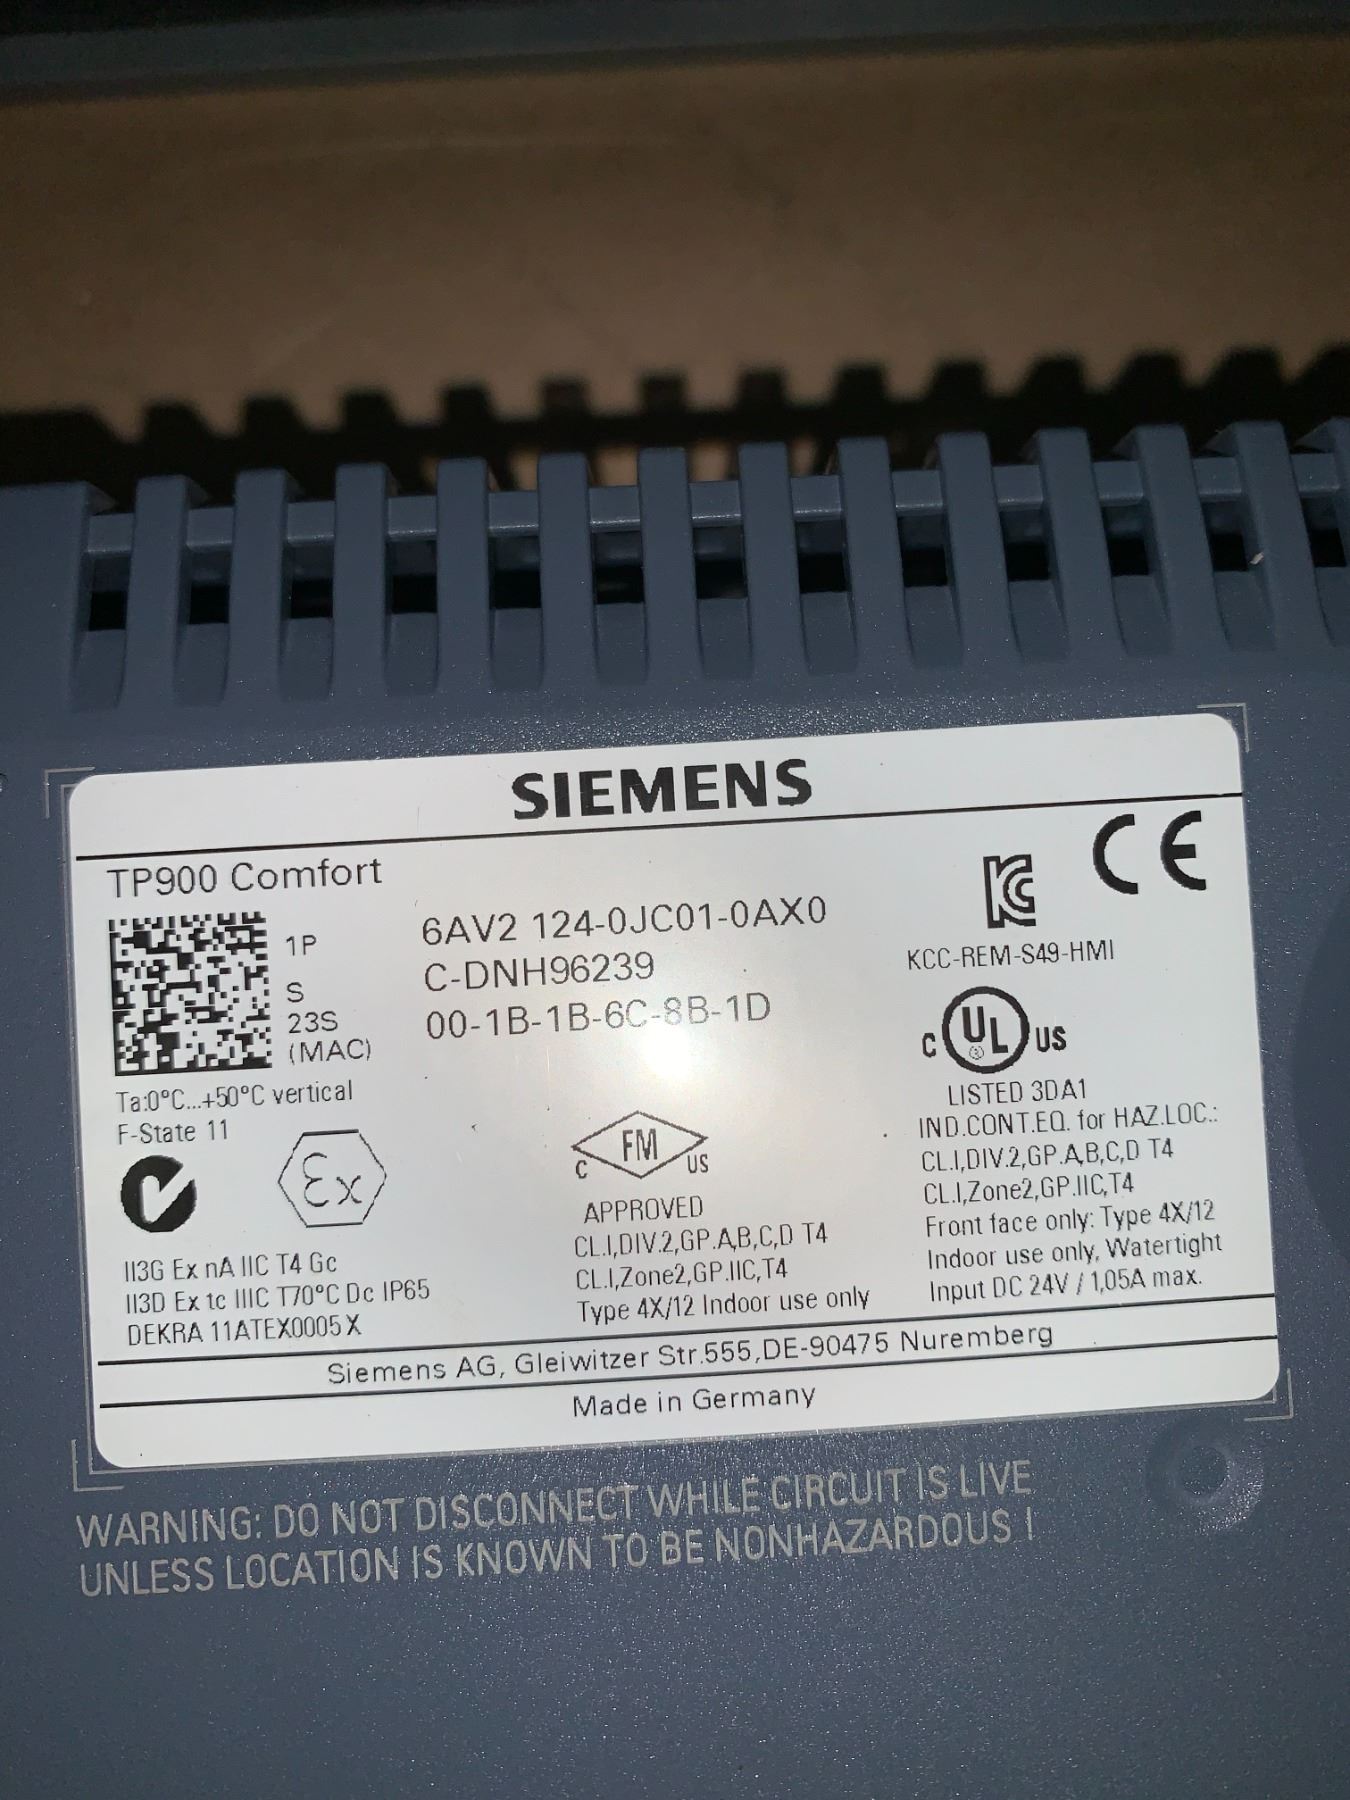 SIEMENS
TP900 Comfort
1P 6AV2 124-0JC01-0AX0
S C-DNH96239
23S 00-1B-1B-6C-8B-1D
(MAC)
Ta:0°C...+50°C vertical
F-State 11
Ex
II3G Ex nA IIC T4 Gc
II3D Ex tc IIIC T70°C Dc IP65
DEKRA 11ATEX0005 X
C FM US
APPROVED
CL.I,DIV.2,GP.A,B,C,D T4
CL.I,Zone2,GP.IIC,T4
Type 4X/12 Indoor use only
KC CE
KCC-REM-S49-HMI
C UL US
LISTED 3DA1
IND.CONT.EQ. for HAZ.LOC.:
CL.I,DIV.2,GP.A,B,C,D T4
CL.I,Zone2,GP.IIC,T4
Front face only: Type 4X/12
Indoor use only, Watertight
Input DC 24V / 1,05A max.
Siemens AG, Gleiwitzer Str.555,DE-90475 Nuremberg
Made in Germany
WARNING: DO NOT DISCONNECT WHILE CIRCUIT IS LIVE
UNLESS LOCATION IS KNOWN TO BE NONHAZARDOUS !